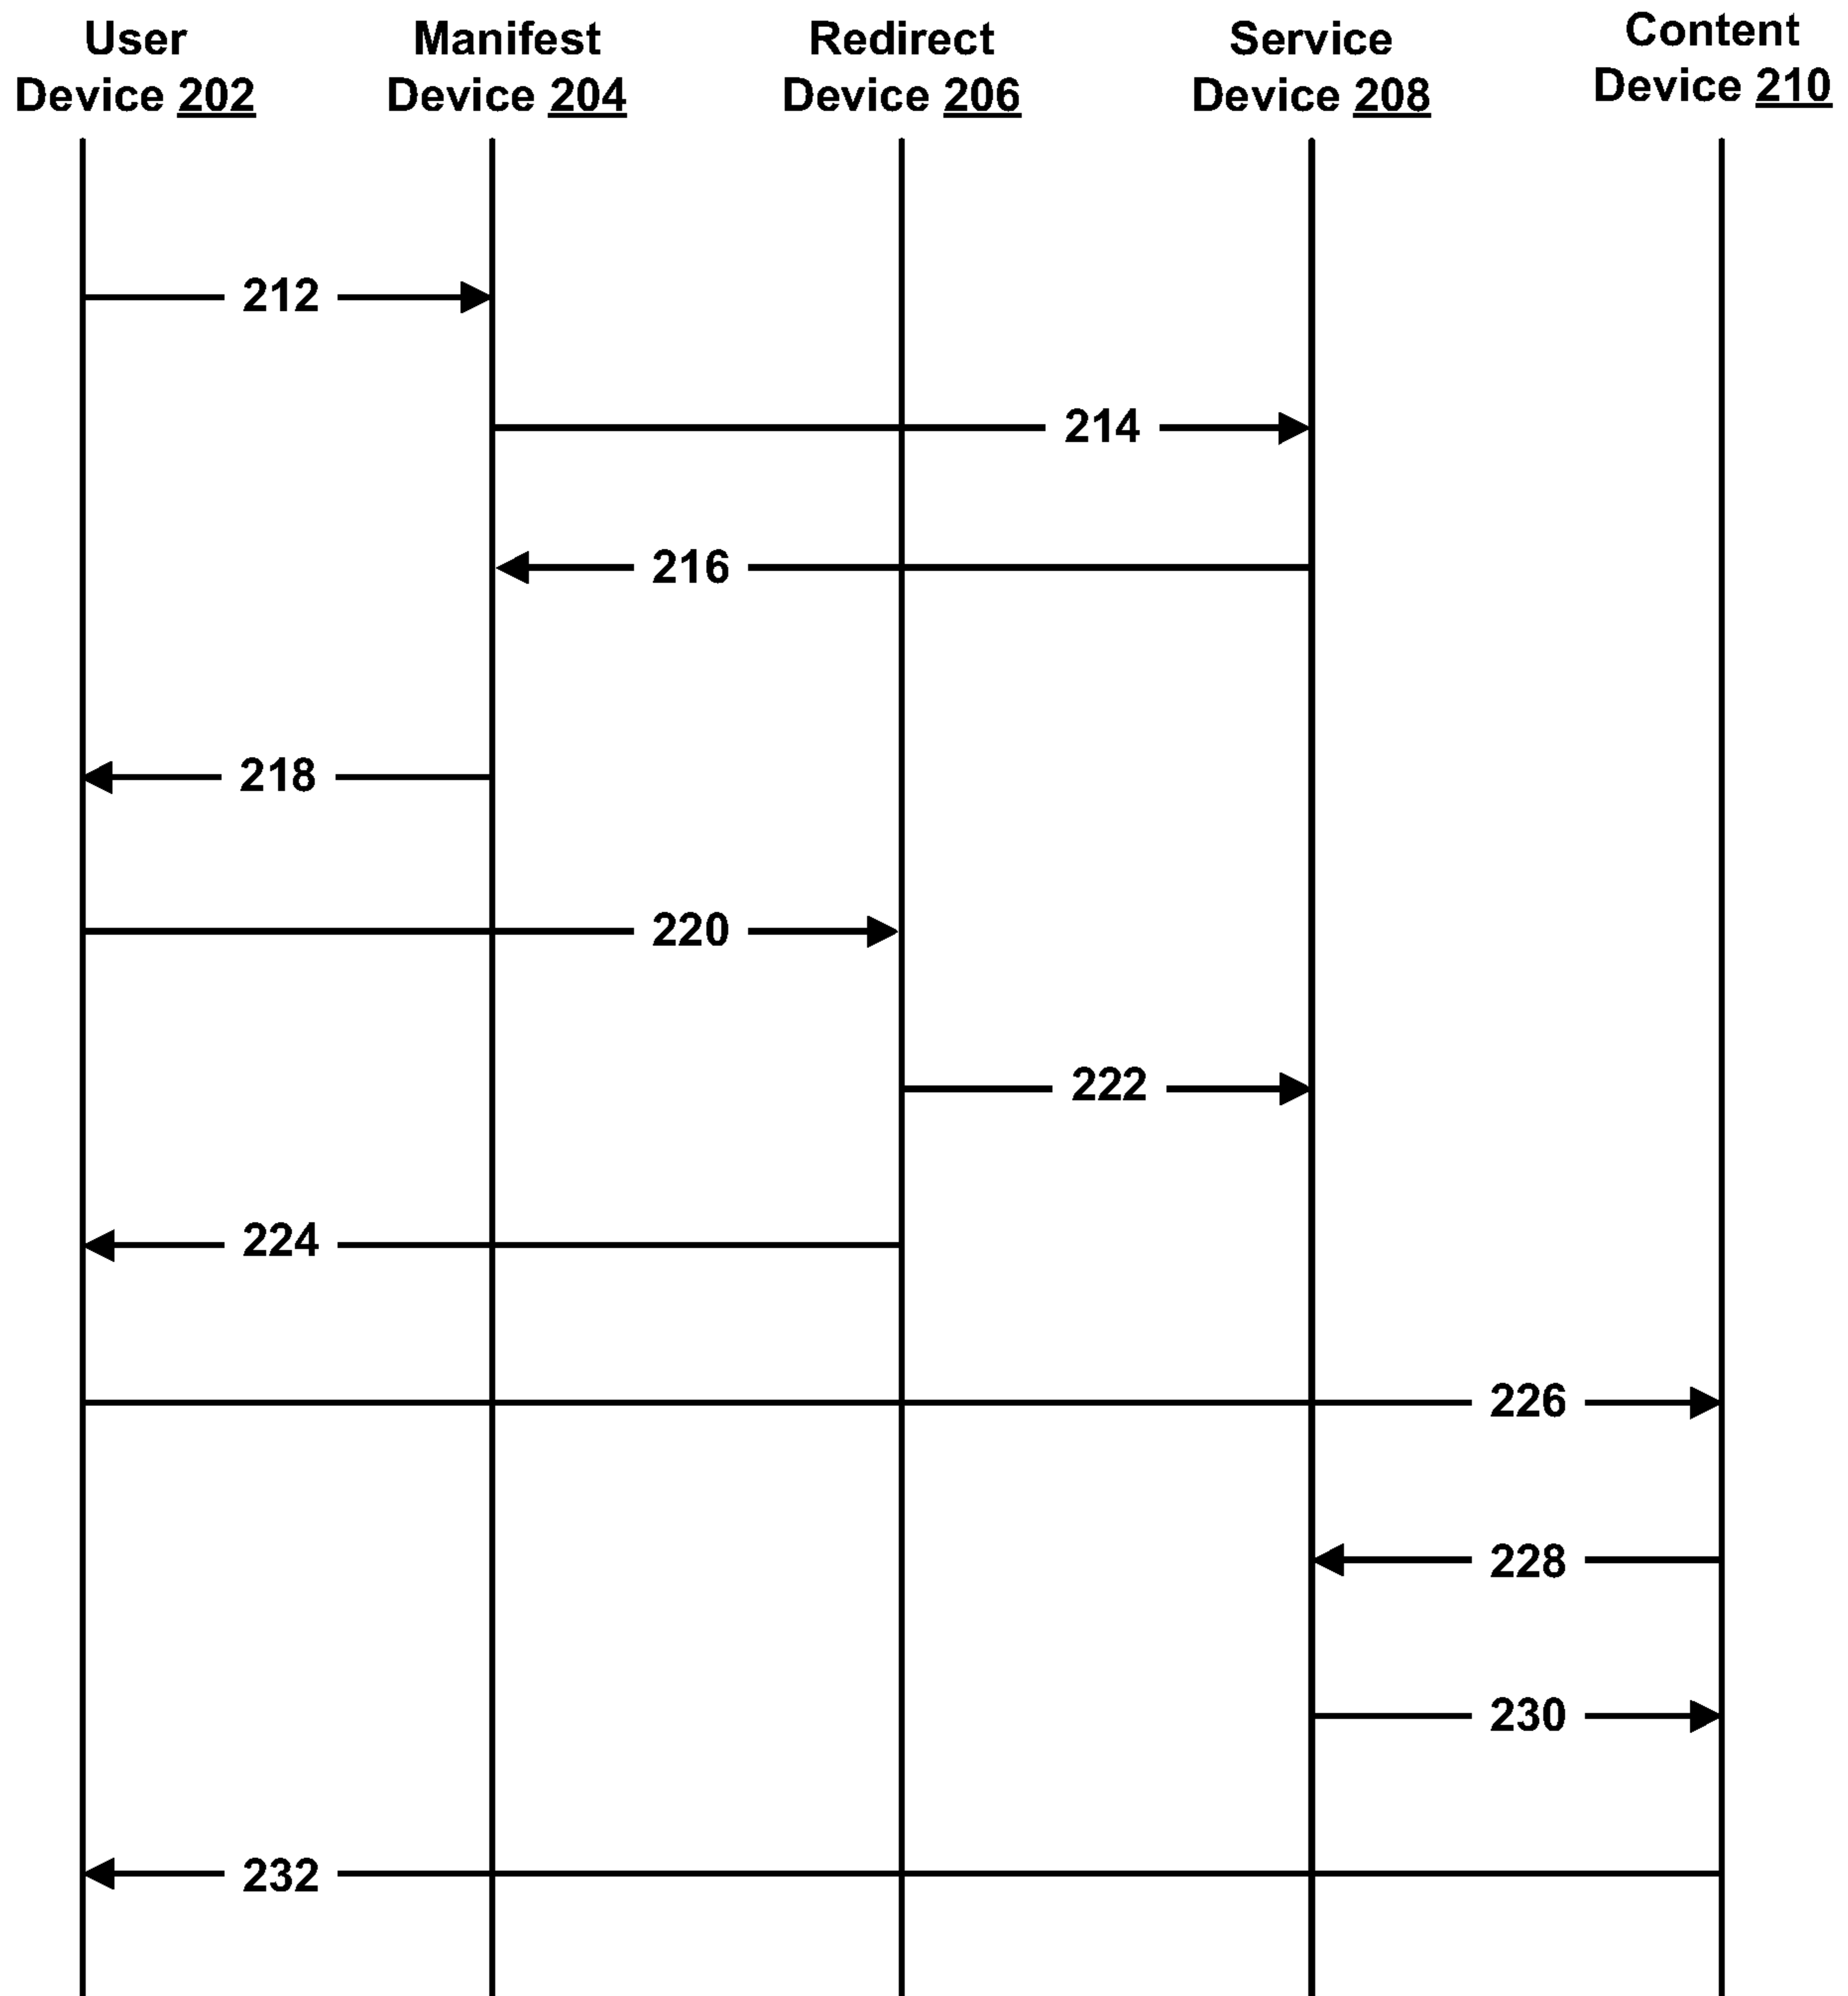 User
Device 202
Manifest
Device 204
Redirect
Device 206
Service
Device 208
Content
Device 210
212
214
216
218
220
222
224
226
228
230
232